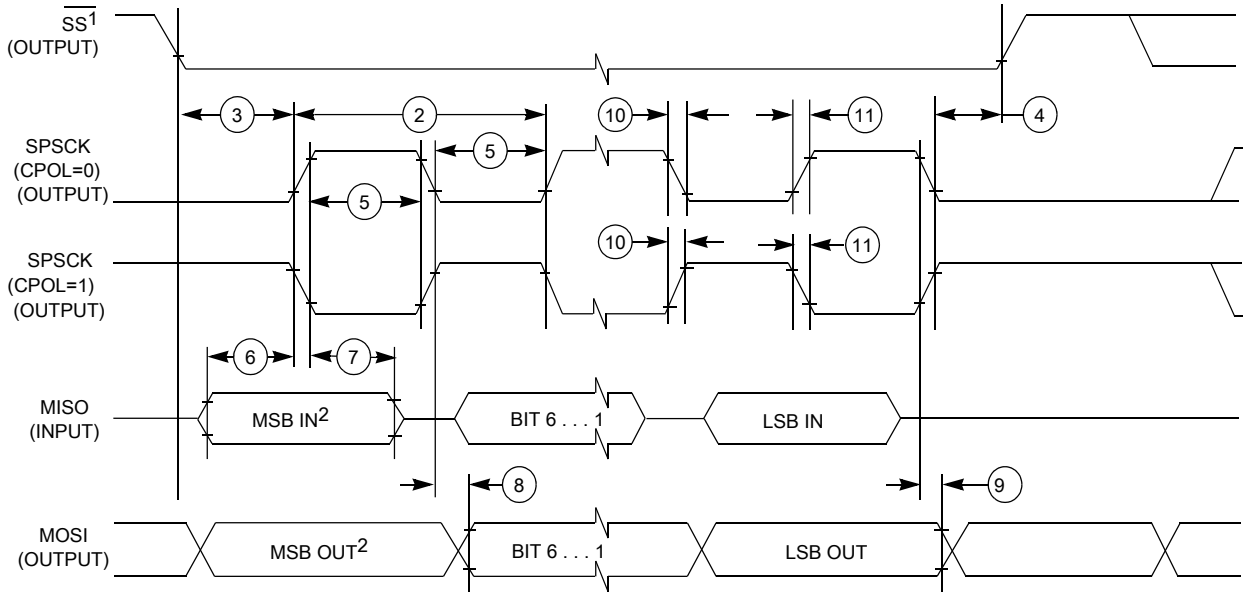 SS1
(OUTPUT)
3
2
10
11
4
SPSCK
(CPOL=0)
(OUTPUT)
5
5
10
11
SPSCK
(CPOL=1)
(OUTPUT)
6
7
MISO
(INPUT)
MSB IN2
BIT 6 . . . 1
LSB IN
8
9
MOSI
(OUTPUT)
MSB OUT2
BIT 6 . . . 1
LSB OUT